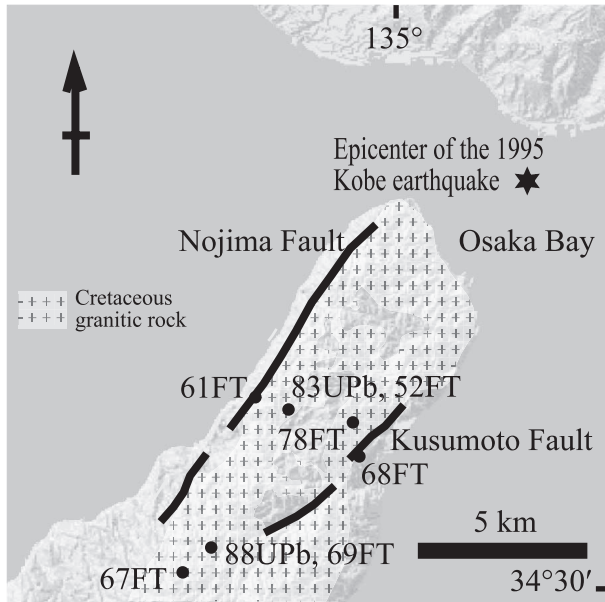 135°
Epicenter of the 1995
Kobe earthquake
Nojima Fault
Osaka Bay
Cretaceous
granitic rock
61FT
83UPb, 52FT
78FT
Kusumoto Fault
68FT
5 km
88UPb, 69FT
67FT
34°30′